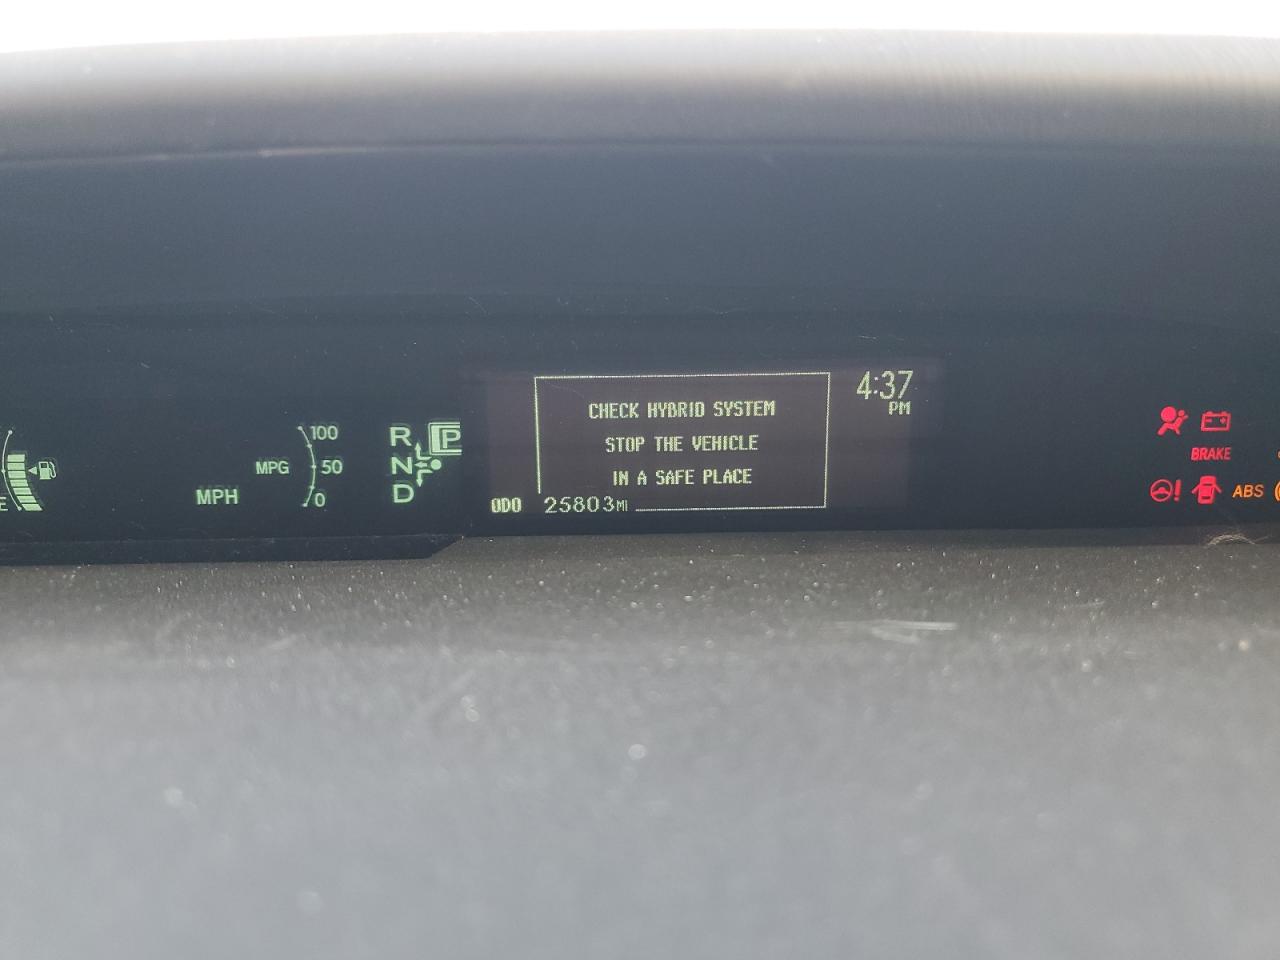 E
MPH
MPG
100
50
0
R
P
N
D
CHECK HYBRID SYSTEM
STOP THE VEHICLE
IN A SAFE PLACE
ODO 25803MI
4:37
PM
BRAKE
!
ABS